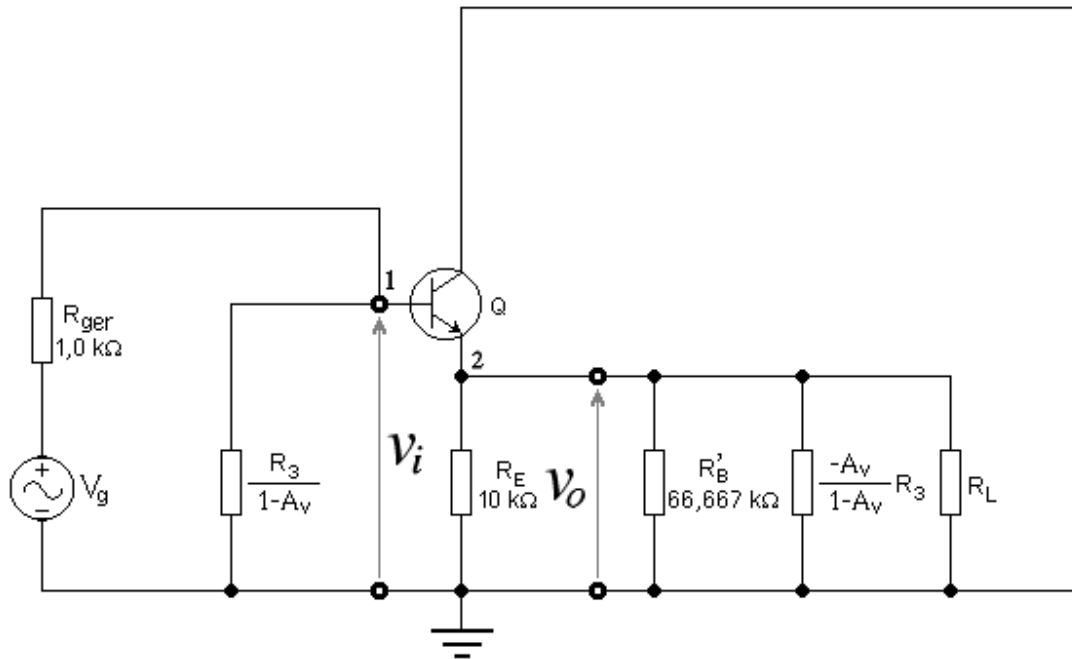 1
Q
R_ger
1,0 kΩ
2
+
−
V_g
R_3
1-A_v
v_i
R_E
10 kΩ
v_o
R'_B
66,667 kΩ
-A_v
1-A_v
R_3
R_L